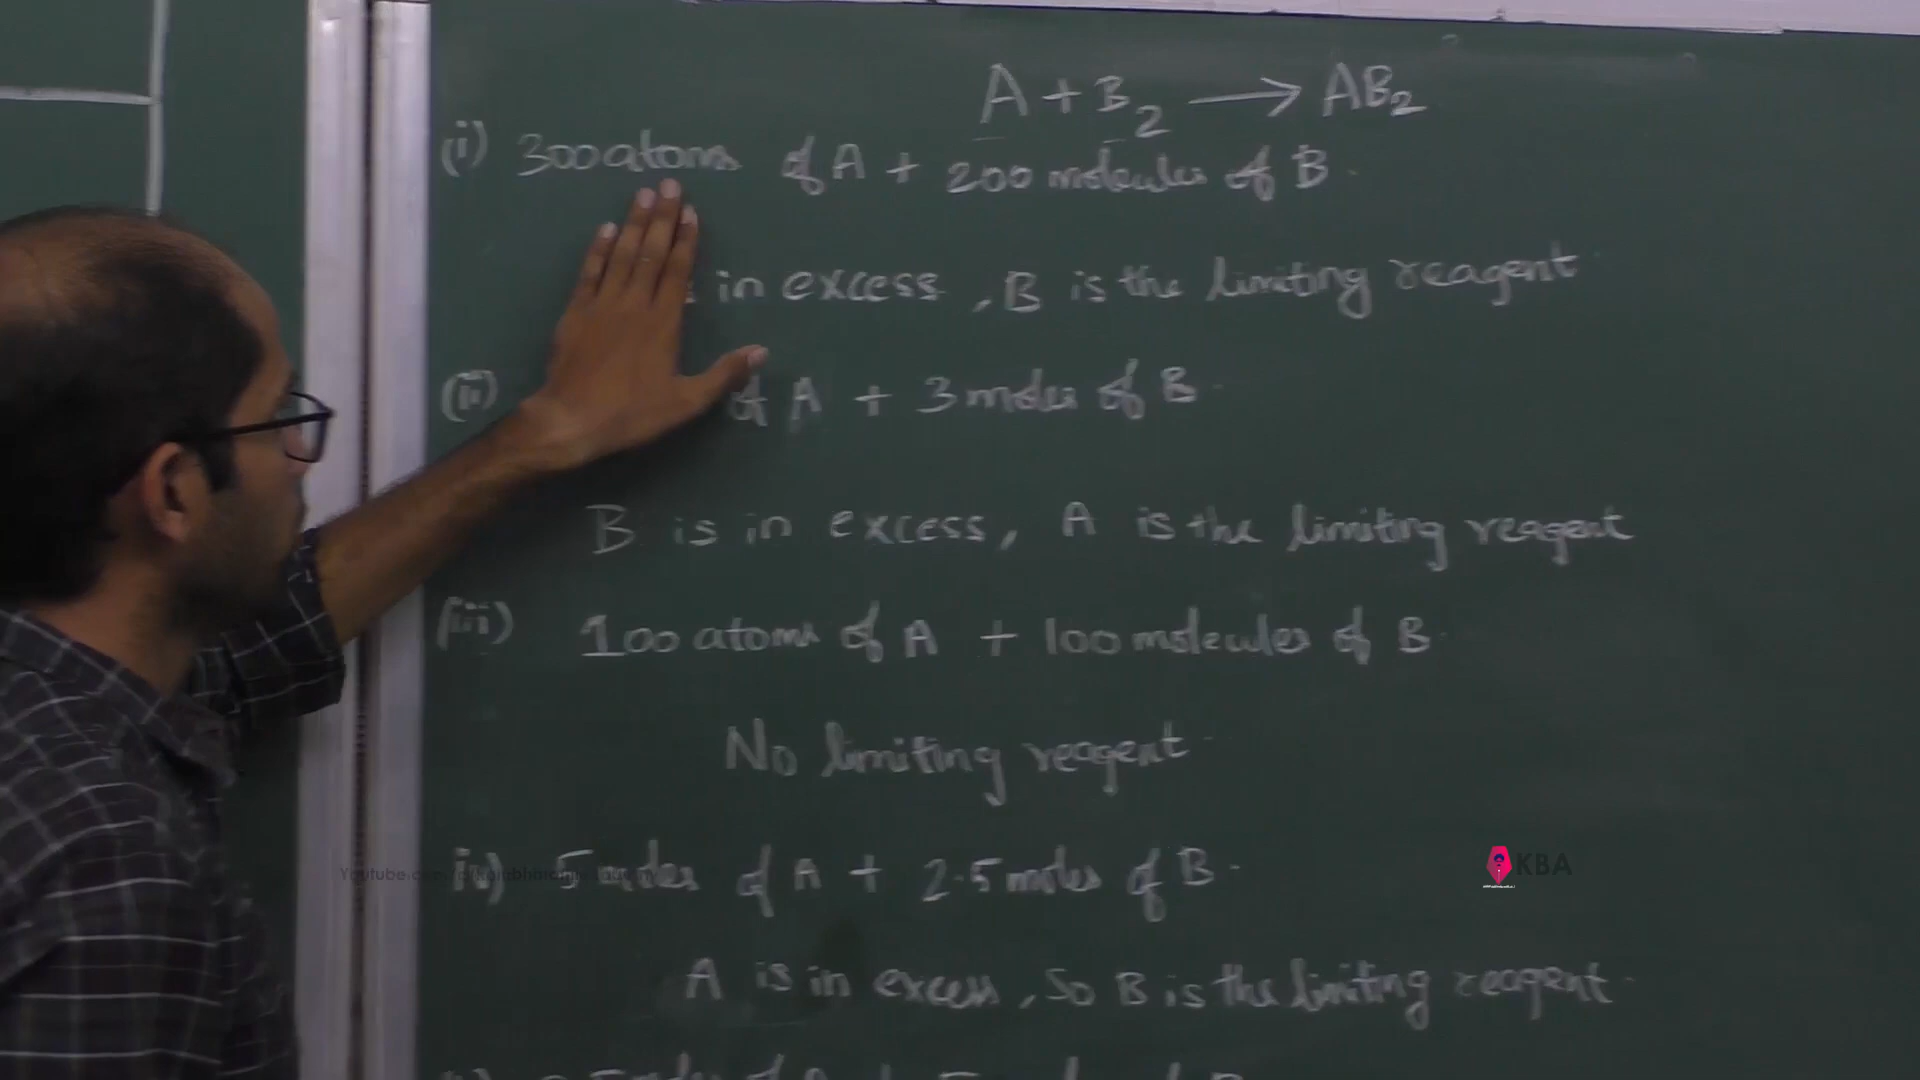 A + B2 → AB2
(i) 300 atoms of A + 200 molecules of B.
in excess, B is the limiting reagent
(ii) of A + 3 moles of B.
B is in excess, A is the limiting reagent
(iii) 100 atoms of A + 100 molecules of B.
No limiting reagent.
iv) 5 moles of A + 2.5 moles of B.
A is in excess, So B is the limiting reagent.
KBA